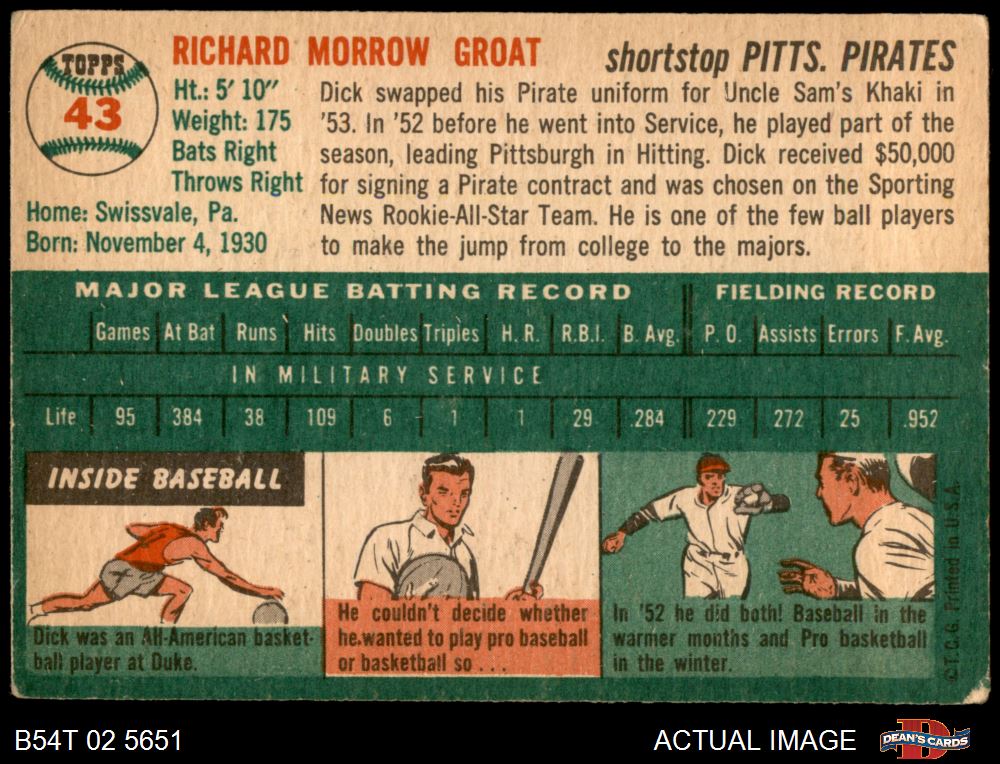 TOPPS
43
RICHARD MORROW GROAT
shortstop PITTS. PIRATES
Ht.: 5' 10"
Weight: 175
Bats Right
Throws Right
Home: Swissvale, Pa.
Born: November 4, 1930
Dick swapped his Pirate uniform for Uncle Sam's Khaki in
'53. In '52 before he went into Service, he played part of the
season, leading Pittsburgh in Hitting. Dick received $50,000
for signing a Pirate contract and was chosen on the Sporting
News Rookie-All-Star Team. He is one of the few ball players
to make the jump from college to the majors.
MAJOR LEAGUE BATTING RECORD FIELDING RECORD
Games At Bat Runs Hits Doubles Triples H. R. R.B.I. B. Avg. P. O. Assists Errors F. Avg.
IN MILITARY SERVICE
Life 95 384 38 109 6 1 1 29 .284 229 272 25 .952
INSIDE BASEBALL
Dick was an All-American basket-
ball player at Duke.
He couldn't decide whether
he wanted to play pro baseball
or basketball so . . .
In '52 he did both! Baseball in the
warmer months and Pro basketball
in the winter.
©T.C.G. Printed in U.S.A.
B54T 02 5651
ACTUAL IMAGE
D
DEAN'S CARDS